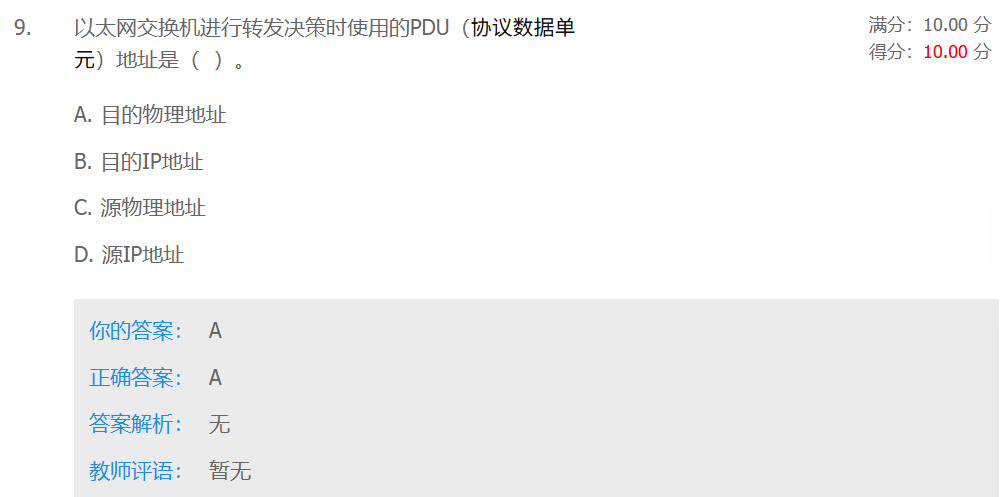 9. 以太网交换机进行转发决策时使用的PDU（协议数据单
元）地址是（  ）。
满分：10.00 分
得分：10.00 分
A. 目的物理地址
B. 目的IP地址
C. 源物理地址
D. 源IP地址
你的答案： A
正确答案： A
答案解析： 无
教师评语： 暂无